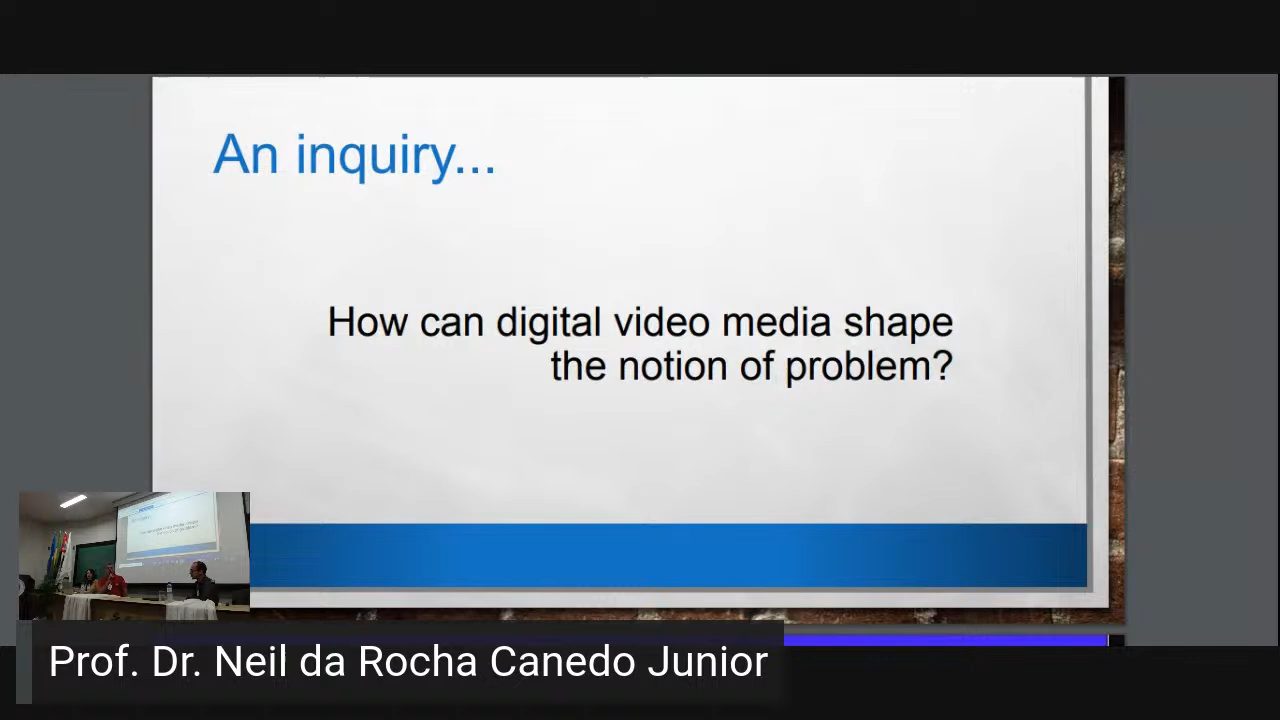 An inquiry...
How can digital video media shape
the notion of problem?
Prof. Dr. Neil da Rocha Canedo Junior